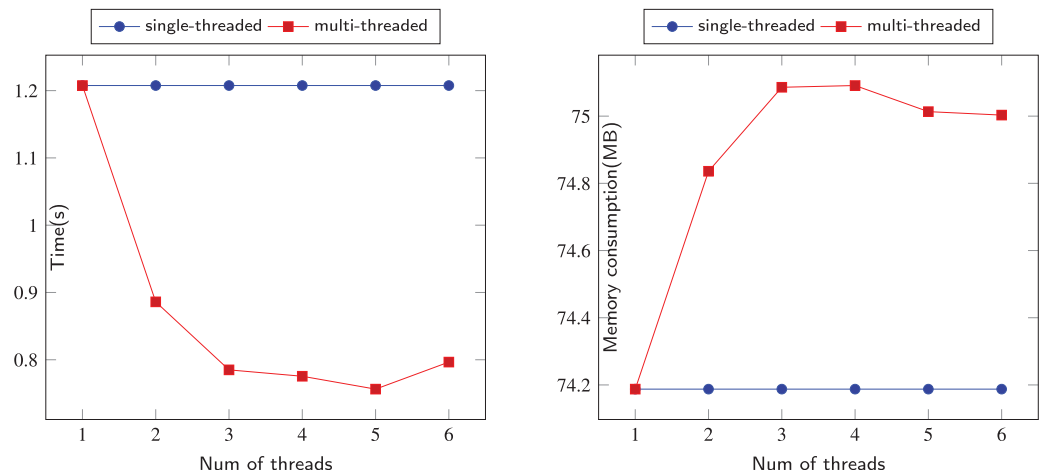 single-threaded multi-threaded
1.2
1.1
1
0.9
0.8
Time(s)
1 2 3 4 5 6
Num of threads
single-threaded multi-threaded
75
74.8
74.6
74.4
74.2
Memory consumption(MB)
1 2 3 4 5 6
Num of threads